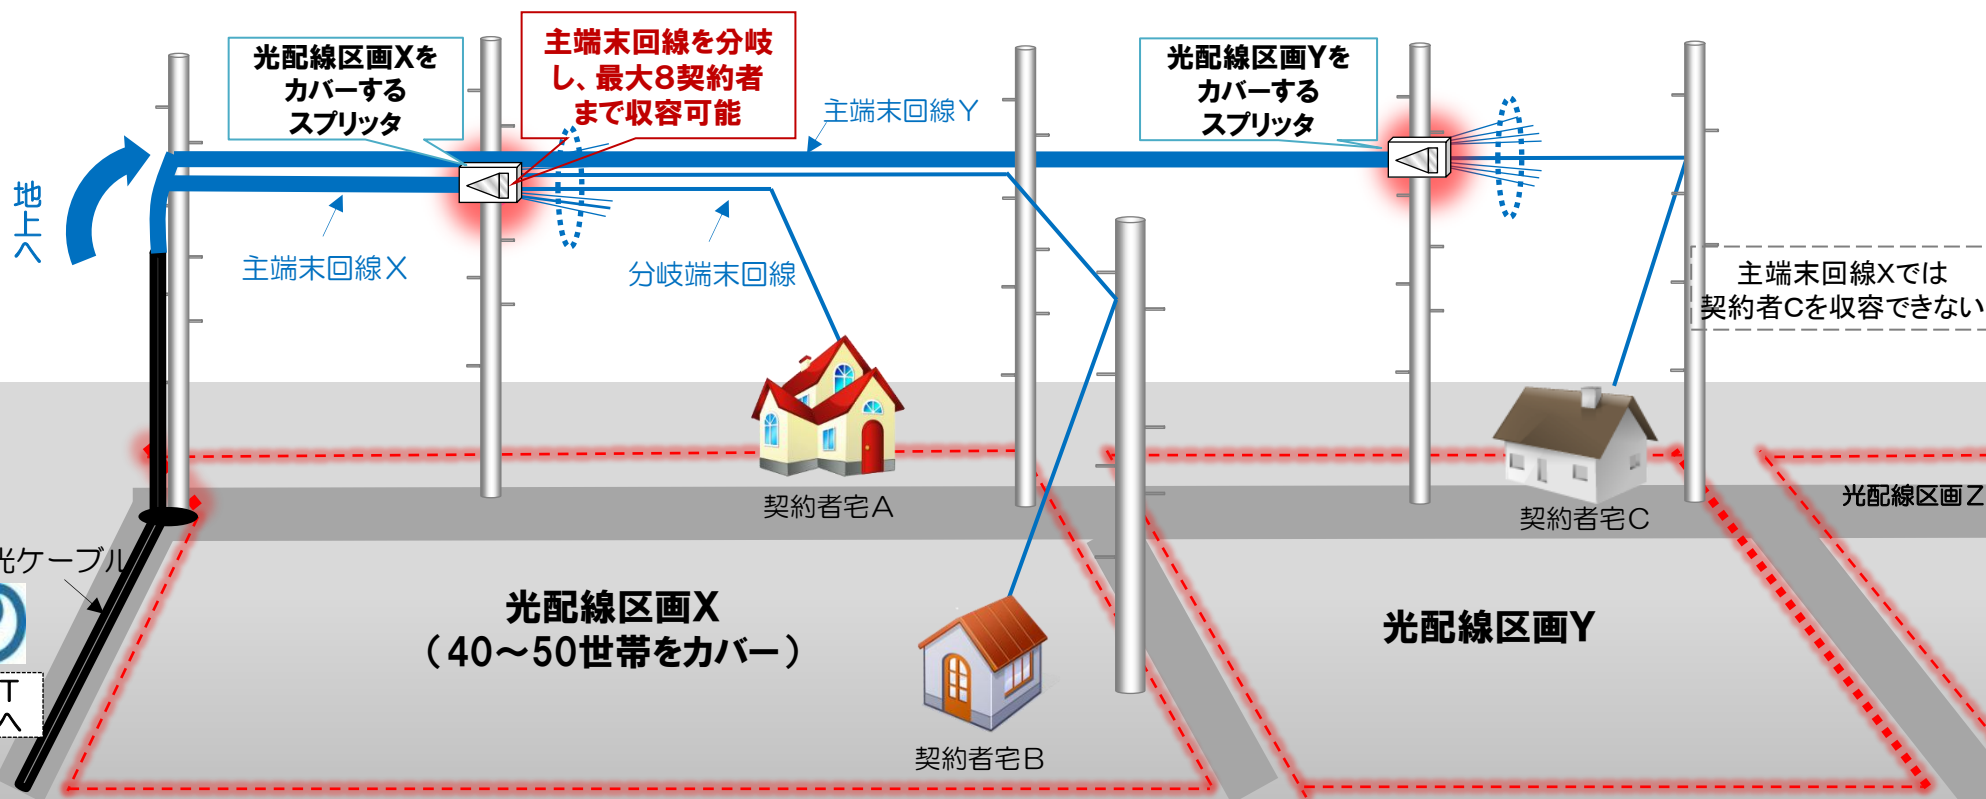 光配線区画Xを
カバーする
スプリッタ
主端末回線を分岐
し、最大8契約者
まで収容可能
主端末回線Y
光配線区画Yを
カバーする
スプリッタ
地上へ
主端末回線X
分岐端末回線
主端末回線Xでは
契約者Cを収容できない
契約者宅A
契約者宅C
光配線区画Z
光ケーブル
光配線区画X
（40～50世帯をカバー）
光配線区画Y
T
へ
契約者宅B